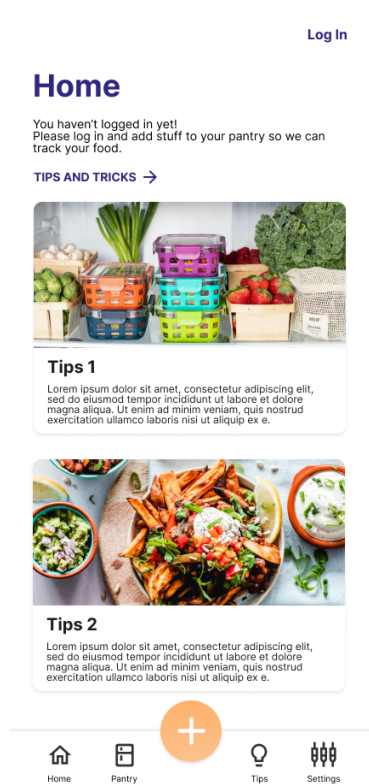 Log In
Home
You haven't logged in yet!
Please log in and add stuff to your pantry so we can
track your food.
TIPS AND TRICKS
Tips 1
Lorem ipsum dolor sit amet, consectetur adipiscing elit,
sed do eiusmod tempor incididunt ut labore et dolore
magna aliqua. Ut enim ad minim veniam, quis nostrud
exercitation ullamco laboris nisi ut aliquip ex e.
Tips 2
Lorem ipsum dolor sit amet, consectetur adipiscing elit,
sed do eiusmod tempor incididunt ut labore et dolore
magna aliqua. Ut enim ad minim veniam, quis nostrud
exercitation ullamco laboris nisi ut aliquip ex e.
Home
Pantry
Tips
Settings